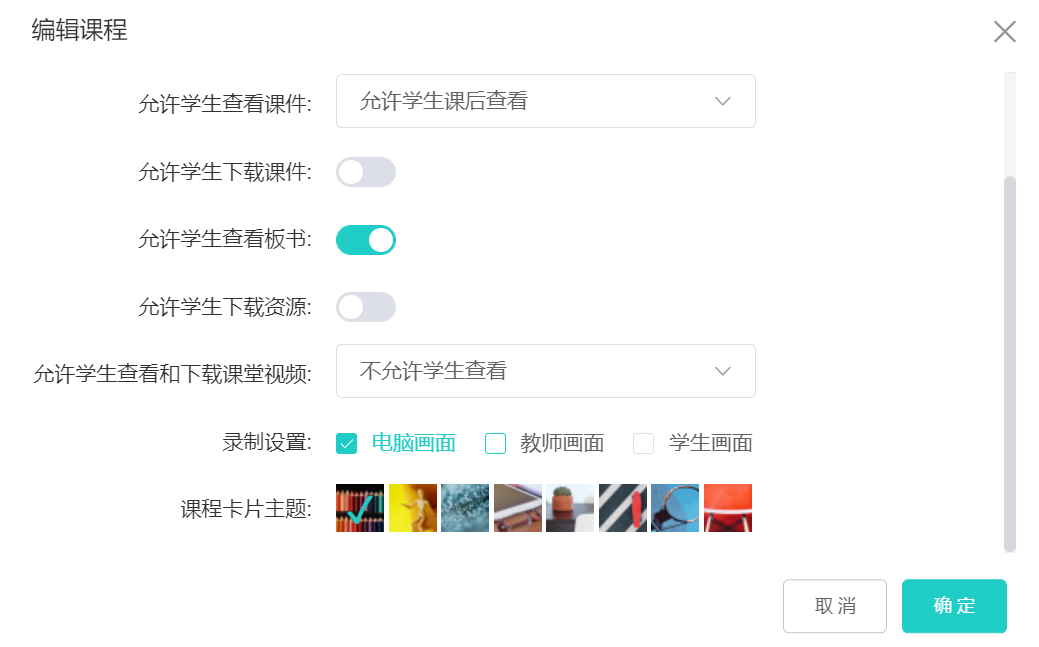 编辑课程
允许学生查看课件: 允许学生课后查看
允许学生下载课件:
允许学生查看板书:
允许学生下载资源:
允许学生查看和下载课堂视频: 不允许学生查看
录制设置: 电脑画面 教师画面 学生画面
课程卡片主题:
取消 确定